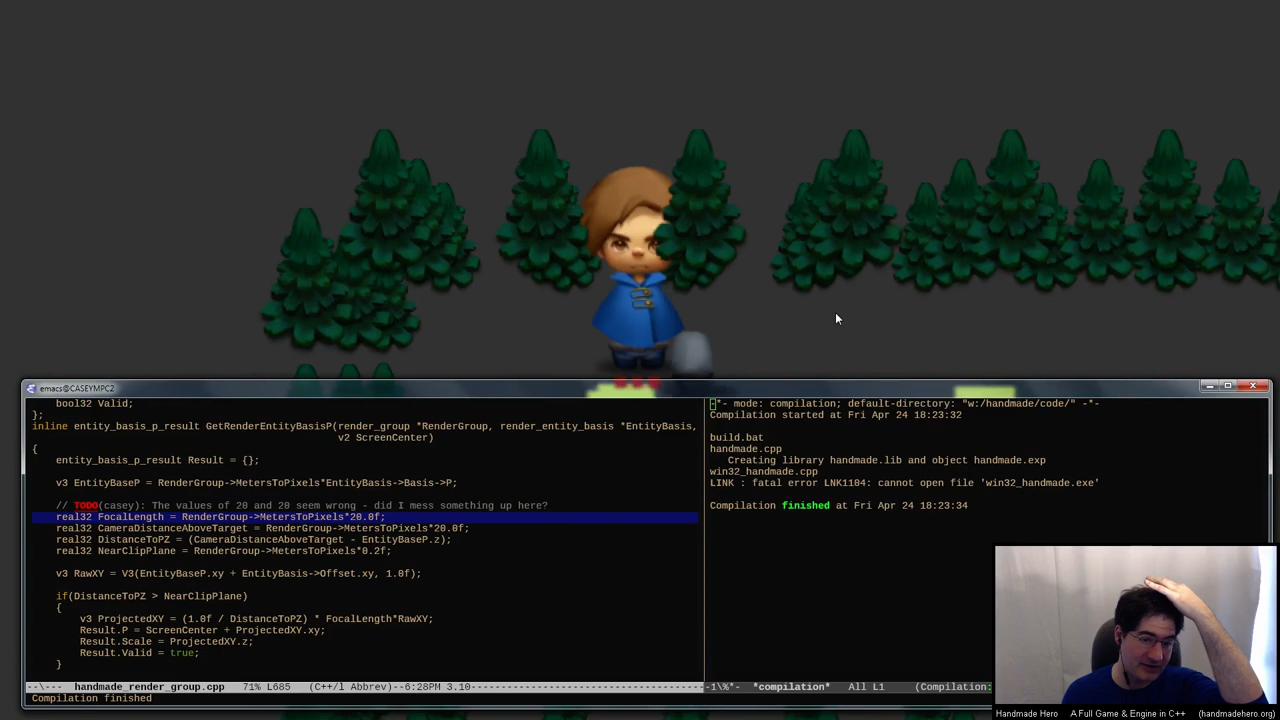 emacs@CASEYMPC2
    bool32 Valid;
};
inline entity_basis_p_result GetRenderEntityBasisP(render_group *RenderGroup, render_entity_basis *EntityBasis,
                                                   v2 ScreenCenter)
{
    entity_basis_p_result Result = {};
    v3 EntityBaseP = RenderGroup->MetersToPixels*EntityBasis->Basis->P;
    // TODO(casey): The values of 20 and 20 seem wrong - did I mess something up here?
    real32 FocalLength = RenderGroup->MetersToPixels*20.0f;
    real32 CameraDistanceAboveTarget = RenderGroup->MetersToPixels*20.0f;
    real32 DistanceToPZ = (CameraDistanceAboveTarget - EntityBaseP.z);
    real32 NearClipPlane = RenderGroup->MetersToPixels*0.2f;
    v3 RawXY = V3(EntityBaseP.xy + EntityBasis->Offset.xy, 1.0f);
    if(DistanceToPZ > NearClipPlane)
    {
        v3 ProjectedXY = (1.0f / DistanceToPZ) * FocalLength*RawXY;
        Result.P = ScreenCenter + ProjectedXY.xy;
        Result.Scale = ProjectedXY.z;
        Result.Valid = true;
    }
--\---  handmade_render_group.cpp   71% L685   (C++/l Abbrev)--6:28PM 3.10
Compilation finished
-*- mode: compilation; default-directory: "w:/handmade/code/" -*-
Compilation started at Fri Apr 24 18:23:32
build.bat
handmade.cpp
   Creating library handmade.lib and object handmade.exp
win32_handmade.cpp
LINK : fatal error LNK1104: cannot open file 'win32_handmade.exe'
Compilation finished at Fri Apr 24 18:23:34
-1\%*-  *compilation*   All L1     (Compilation:
Handmade Hero   A Full Game & Engine in C++   (handmadehero.org)